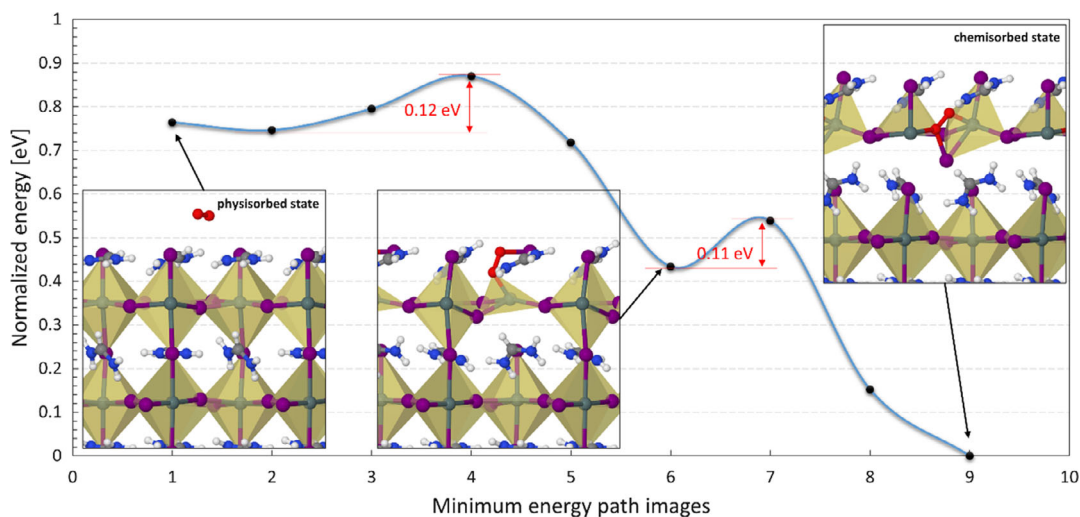 Normalized energy [eV]
1
0.9
0.8
0.7
0.6
0.5
0.4
0.3
0.2
0.1
0
0.12 eV
0.11 eV
physisorbed state
chemisorbed state
0 1 2 3 4 5 6 7 8 9 10
Minimum energy path images